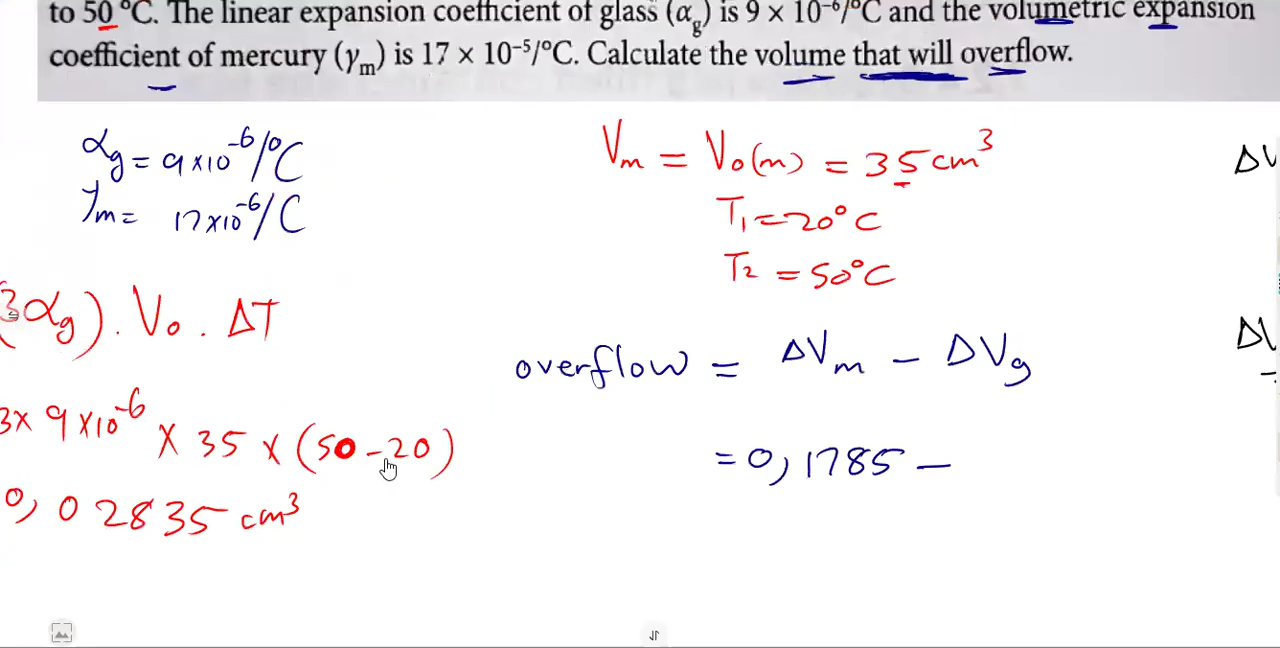 to 50 °C. The linear expansion coefficient of glass (αg) is 9 × 10⁻⁶/°C and the volumetric expansion
coefficient of mercury (γm) is 17 × 10⁻⁵/°C. Calculate the volume that will overflow.
αg = 9×10⁻⁶/°C
γm = 17×10⁻⁶/C
Vm = V₀(m) = 35 cm³
T₁ = 20°C
T₂ = 50°C
ΔV
3αg) . V₀ . ΔT
overflow = ΔVm − ΔVg
ΔV
3× 9×10⁻⁶ × 35 × (50 −20)
= 0,1785 −
0,02835 cm³